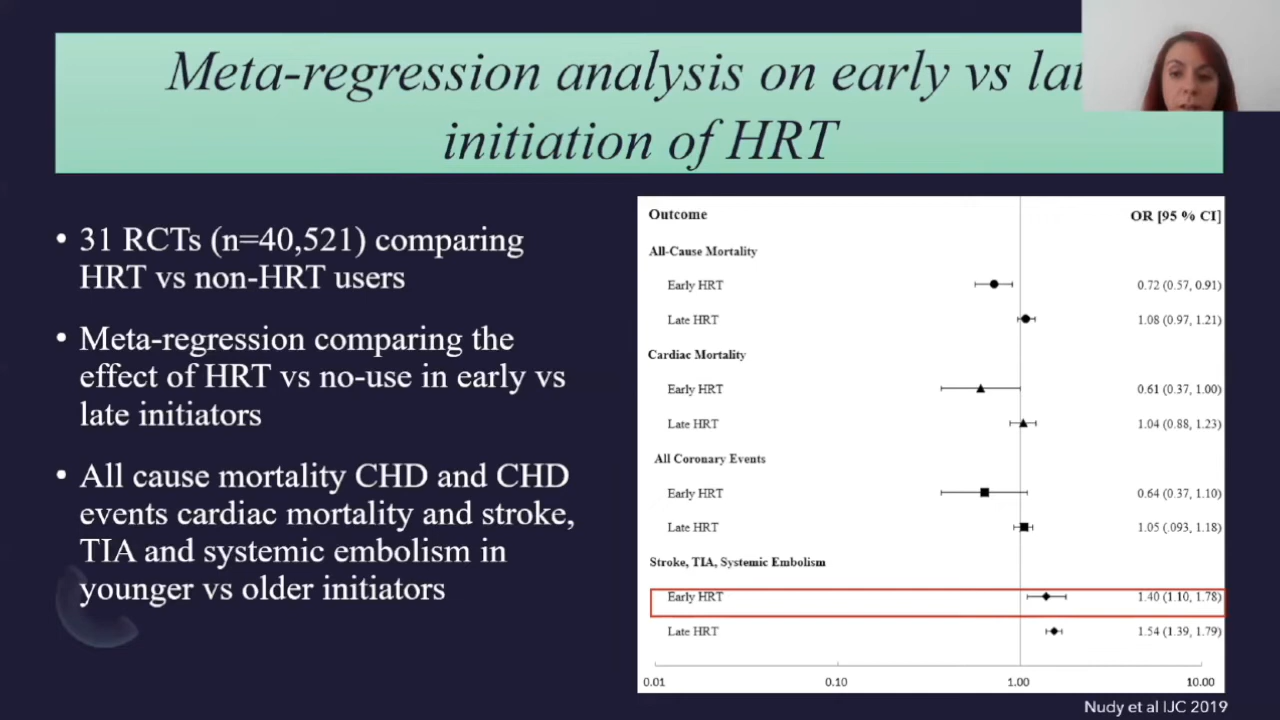 Meta-regression analysis on early vs
initiation of HRT
• 31 RCTs (n=40,521) comparing
HRT vs non-HRT users
• Meta-regression comparing the
effect of HRT vs no-use in early vs
late initiators
• All cause mortality CHD and CHD
events cardiac mortality and stroke,
TIA and systemic embolism in
younger vs older initiators
Outcome OR [95 % CI]
All-Cause Mortality
Early HRT 0.72 (0.57, 0.91)
Late HRT 1.08 (0.97, 1.21)
Cardiac Mortality
Early HRT 0.61 (0.37, 1.00)
Late HRT 1.04 (0.88, 1.23)
All Coronary Events
Early HRT 0.64 (0.37, 1.10)
Late HRT 1.05 (.093, 1.18)
Stroke, TIA, Systemic Embolism
Early HRT 1.40 (1.10, 1.78)
Late HRT 1.54 (1.39, 1.79)
0.01 0.10 1.00 10.00
Nudy et al IJC 2019